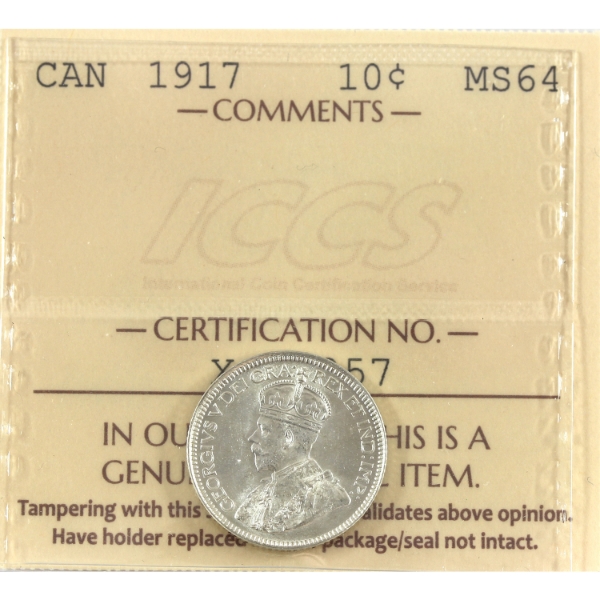 CAN 1917 10¢ MS64
— COMMENTS —
ICCS
International Coin Certification Service
— CERTIFICATION NO. —
X 57
IN OU HIS IS A
GENU ITEM.
Tampering with this alidates above opinion.
Have holder replaced package/seal not intact.
GEORGIVS V DEI GRA: REX ET IND: IMP: